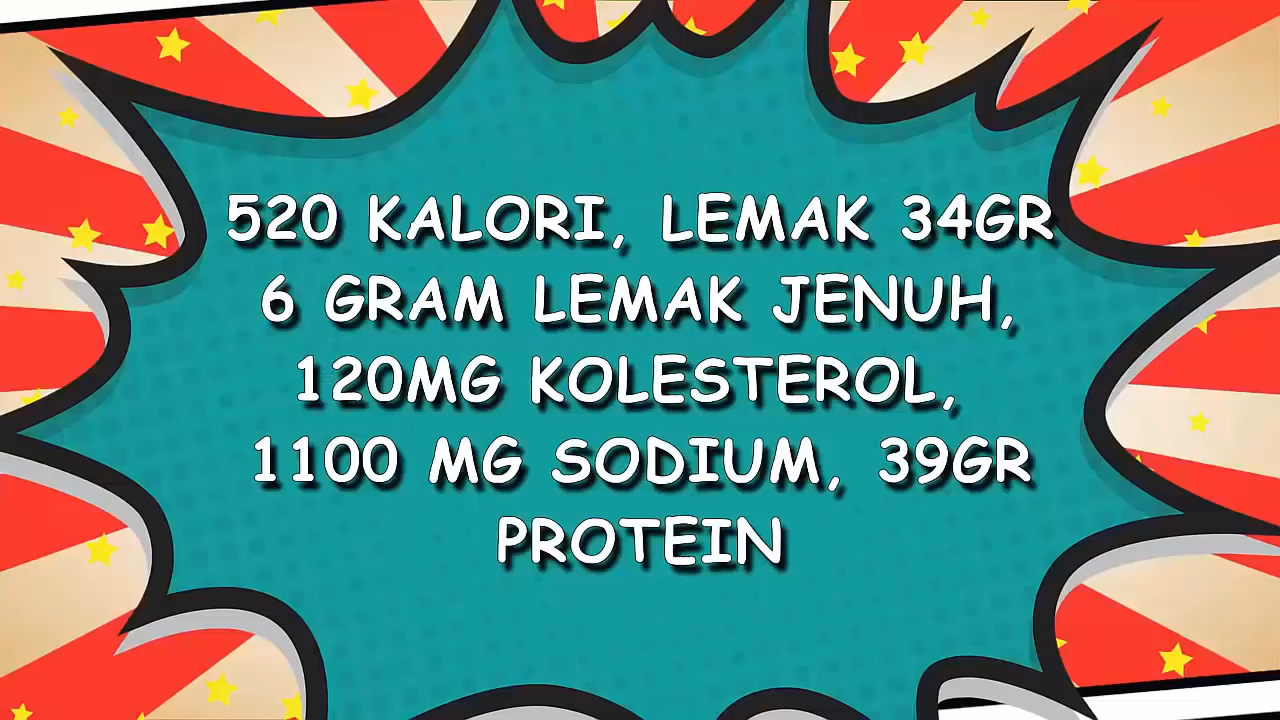 520 KALORI, LEMAK 34GR
6 GRAM LEMAK JENUH,
120MG KOLESTEROL,
1100 MG SODIUM, 39GR
PROTEIN